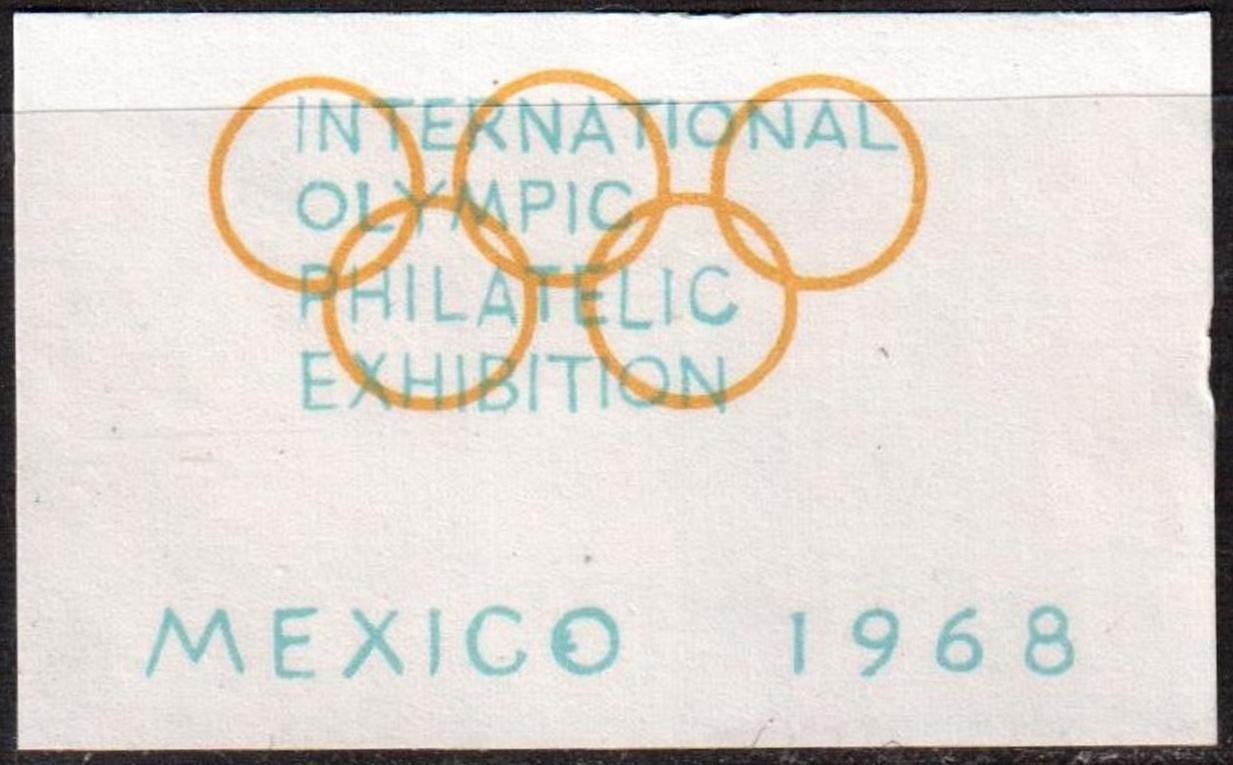 INTERNATIONAL
OLYMPIC
PHILATELIC
EXHIBITION
MEXICO 1968